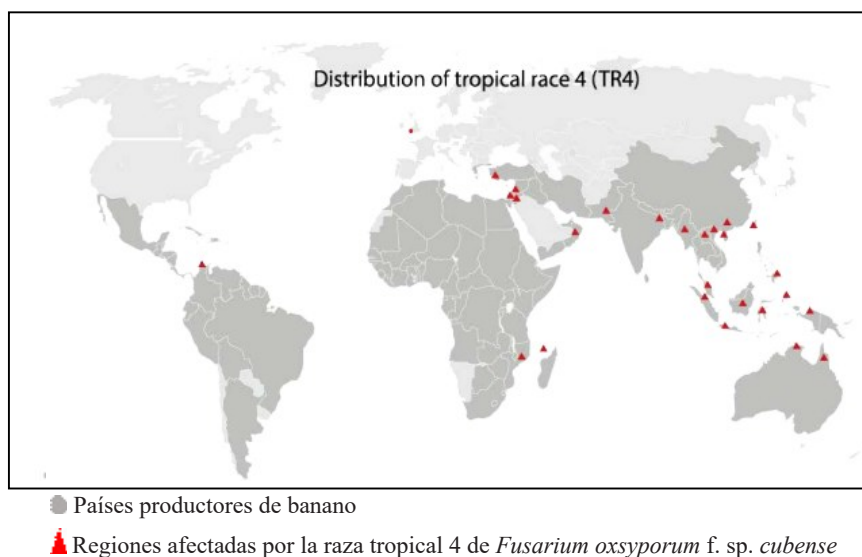 Distribution of tropical race 4 (TR4)
Países productores de banano
Regiones afectadas por la raza tropical 4 de Fusarium oxsyporum f. sp. cubense